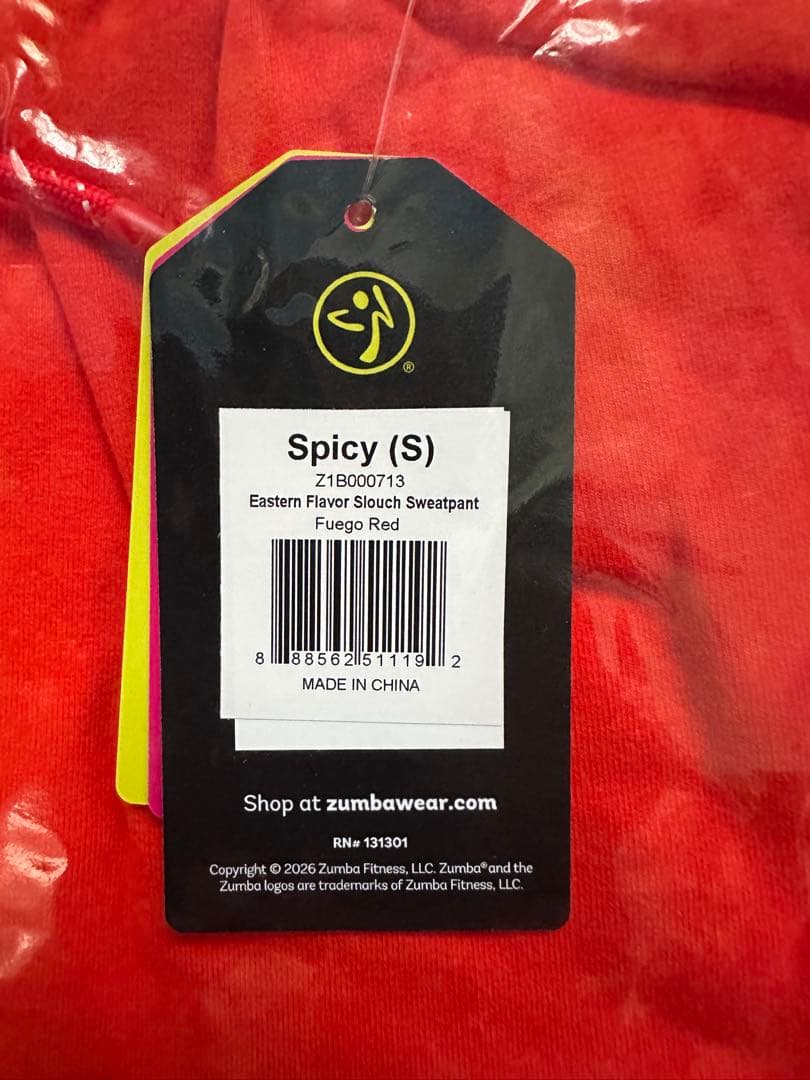 ®
Spicy (S)
Z1B000713
Eastern Flavor Slouch Sweatpant
Fuego Red
8 88562 51119 2
MADE IN CHINA
Shop at zumbawear.com
RN# 131301
Copyright © 2026 Zumba Fitness, LLC. Zumba® and the
Zumba logos are trademarks of Zumba Fitness, LLC.